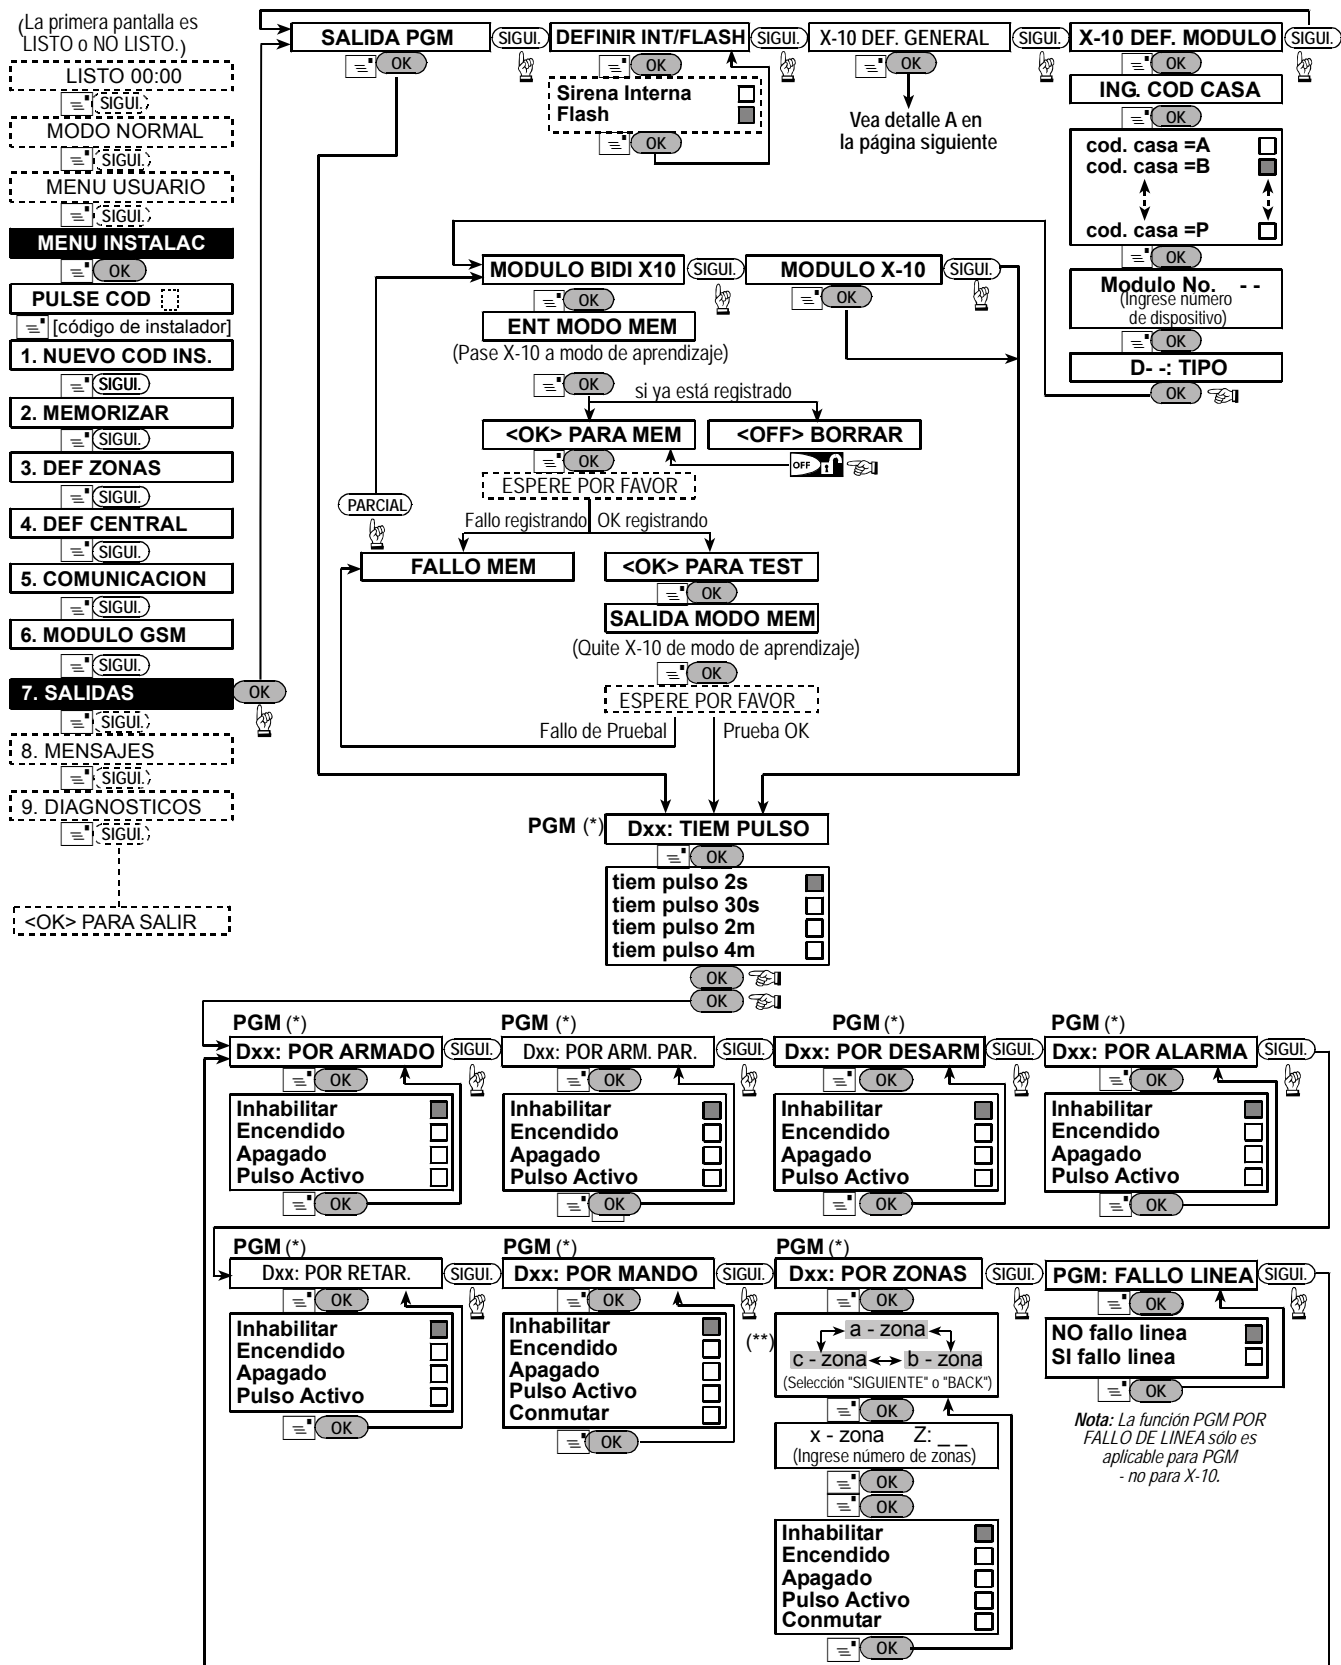 (La primera pantalla es
LISTO o NO LISTO.)
LISTO 00:00
SIGUI.
MODO NORMAL
SIGUI.
MENU USUARIO
SIGUI.
MENU INSTALAC
OK
PULSE COD
[código de instalador]
1. NUEVO COD INS.
SIGUI.
2. MEMORIZAR
SIGUI.
3. DEF ZONAS
SIGUI.
4. DEF CENTRAL
SIGUI.
5. COMUNICACION
SIGUI.
6. MODULO GSM
SIGUI.
7. SALIDAS
OK
SIGUI.
8. MENSAJES
SIGUI.
9. DIAGNOSTICOS
SIGUI.
<OK> PARA SALIR
SALIDA PGM
SIGUI.
OK
DEFINIR INT/FLASH
SIGUI.
OK
Sirena Interna
Flash
OK
X-10 DEF. GENERAL
SIGUI.
OK
Vea detalle A en
la página siguiente
X-10 DEF. MODULO
SIGUI.
OK
ING. COD CASA
OK
cod. casa =A
cod. casa =B
cod. casa =P
OK
Modulo No. - -
(Ingrese número
de dispositivo)
OK
D- -: TIPO
OK
MODULO BIDI X10
SIGUI.
OK
MODULO X-10
SIGUI.
OK
ENT MODO MEM
(Pase X-10 a modo de aprendizaje)
OK
si ya está registrado
<OK> PARA MEM
<OFF> BORRAR
OK
OFF
ESPERE POR FAVOR
PARCIAL
Fallo registrando
OK registrando
FALLO MEM
<OK> PARA TEST
OK
SALIDA MODO MEM
(Quite X-10 de modo de aprendizaje)
OK
ESPERE POR FAVOR
Fallo de Pruebal
Prueba OK
PGM (*)
Dxx: TIEM PULSO
OK
tiem pulso 2s
tiem pulso 30s
tiem pulso 2m
tiem pulso 4m
OK
OK
PGM (*)
Dxx: POR ARMADO
SIGUI.
OK
Inhabilitar
Encendido
Apagado
Pulso Activo
OK
PGM (*)
Dxx: POR ARM. PAR.
SIGUI.
OK
Inhabilitar
Encendido
Apagado
Pulso Activo
OK
PGM (*)
Dxx: POR DESARM
SIGUI.
OK
Inhabilitar
Encendido
Apagado
Pulso Activo
OK
PGM (*)
Dxx: POR ALARMA
SIGUI.
OK
Inhabilitar
Encendido
Apagado
Pulso Activo
OK
PGM (*)
Dxx: POR RETAR.
SIGUI.
OK
Inhabilitar
Encendido
Apagado
Pulso Activo
OK
PGM (*)
Dxx: POR MANDO
SIGUI.
OK
Inhabilitar
Encendido
Apagado
Pulso Activo
Conmutar
OK
PGM (*)
Dxx: POR ZONAS
SIGUI.
OK
(**)
a - zona
c - zona
b - zona
(Selección "SIGUIENTE" o "BACK")
OK
x - zona Z: _ _
(Ingrese número de zonas)
OK
OK
Inhabilitar
Encendido
Apagado
Pulso Activo
Conmutar
OK
PGM: FALLO LINEA
SIGUI.
OK
NO fallo linea
SI fallo linea
OK
Nota: La función PGM POR
FALLO DE LINEA sólo es
aplicable para PGM
- no para X-10.